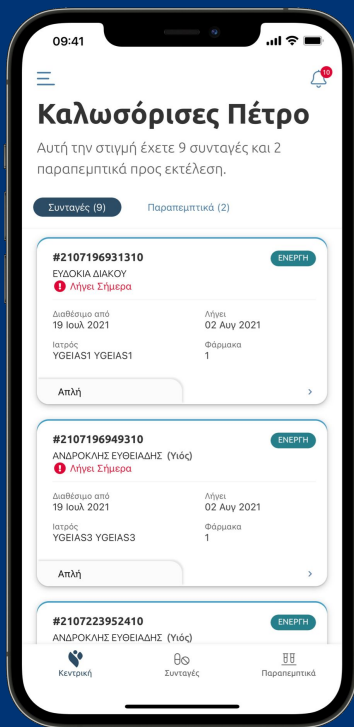 09:41
10
Καλωσόρισες Πέτρο
Αυτή την στιγμή έχετε 9 συνταγές και 2
παραπεμπτικά προς εκτέλεση.
Συνταγές (9) Παραπεμπτικά (2)
#2107196931310 ΕΝΕΡΓΗ
ΕΥΔΟΚΙΑ ΔΙΑΚΟΥ
Λήγει Σήμερα
Διαθέσιμο από Λήγει
19 Ιουλ 2021 02 Αυγ 2021
Ιατρός Φάρμακα
YGEIAS1 YGEIAS1 1
Απλή
#2107196949310 ΕΝΕΡΓΗ
ΑΝΔΡΟΚΛΗΣ ΕΥΘΕΙΑΔΗΣ (Υιός)
Λήγει Σήμερα
Διαθέσιμο από Λήγει
19 Ιουλ 2021 02 Αυγ 2021
Ιατρός Φάρμακα
YGEIAS3 YGEIAS3 1
Απλή
#2107223952410 ΕΝΕΡΓΗ
ΑΝΔΡΟΚΛΗΣ ΕΥΘΕΙΑΔΗΣ (Υιός)
Κεντρική Συνταγές Παραπεμπτικά